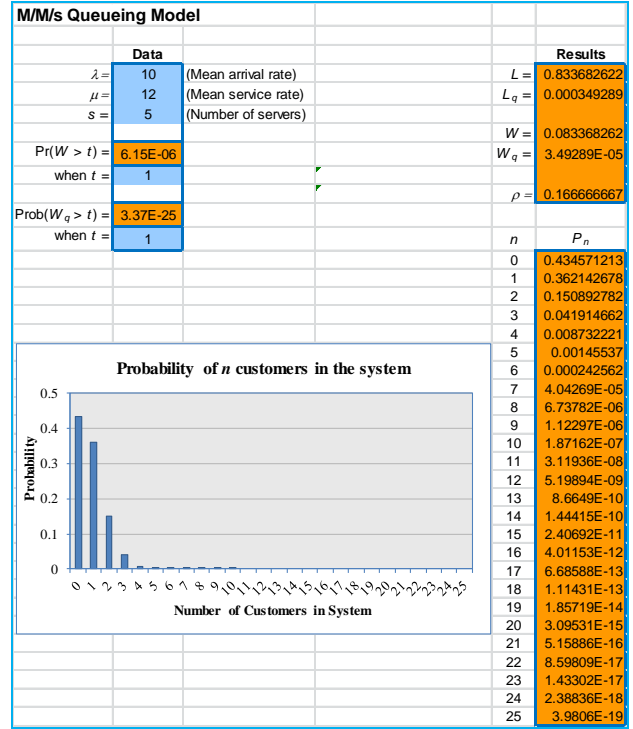 M/M/s Queueing Model
Data Results
λ = 10 (Mean arrival rate) L = 0.833682622
μ = 12 (Mean service rate) Lq = 0.000349289
s = 5 (Number of servers)
W = 0.083368262
Pr(W > t) = 6.15E-06 Wq = 3.49289E-05
when t = 1
ρ = 0.166666667
Prob(Wq > t) = 3.37E-25
when t = 1 n Pn
0 0.434571213
1 0.362142678
2 0.150892782
3 0.041914662
4 0.008732221
5 0.00145537
6 0.000242562
7 4.04269E-05
8 6.73782E-06
9 1.12297E-06
10 1.87162E-07
11 3.11936E-08
12 5.19894E-09
13 8.6649E-10
14 1.44415E-10
15 2.40692E-11
16 4.01153E-12
17 6.68588E-13
18 1.11431E-13
19 1.85719E-14
20 3.09531E-15
21 5.15886E-16
22 8.59809E-17
23 1.43302E-17
24 2.38836E-18
25 3.9806E-19
Probability of n customers in the system
Probability
0.5
0.4
0.3
0.2
0.1
0
0 1 2 3 4 5 6 7 8 9 10 11 12 13 14 15 16 17 18 19 20 21 22 23 24 25
Number of Customers in System